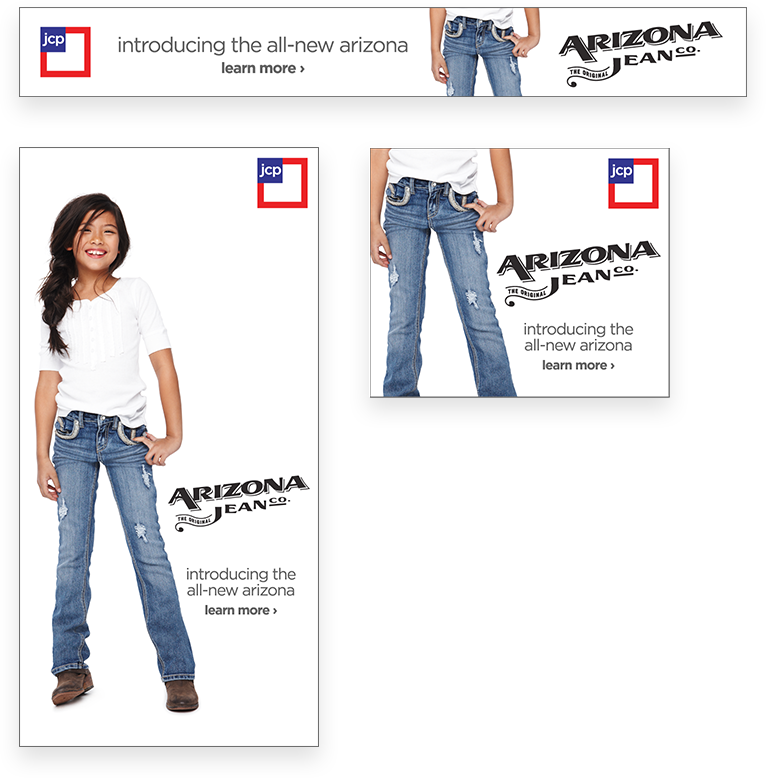 jcp
introducing the all-new arizona
learn more ›
ARIZONA
THE ORIGINAL JEAN CO.
jcp
ARIZONA
THE ORIGINAL JEAN CO.
introducing the
all-new arizona
learn more ›
jcp
ARIZONA
THE ORIGINAL JEAN CO.
introducing the
all-new arizona
learn more ›